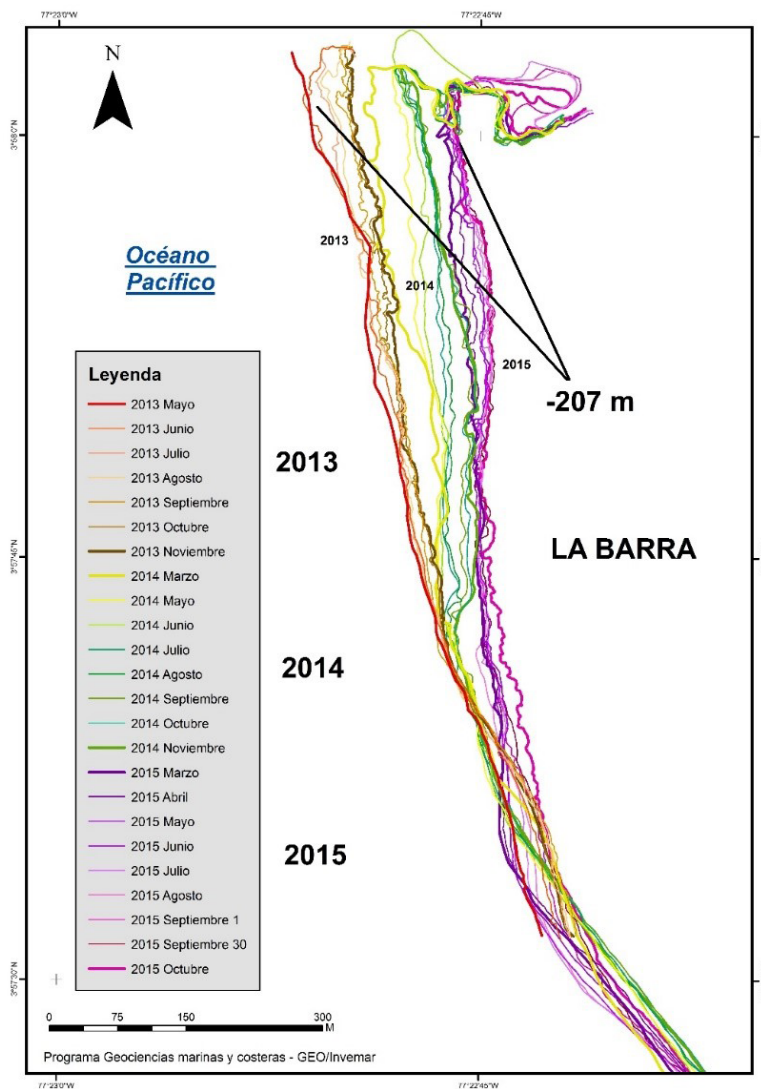 77°23'0"W
77°22'45"W
N
3°58'0"N
Océano
Pacífico
2013
2014
2015
-207 m
Leyenda
2013 Mayo
2013 Junio
2013 Julio
2013 Agosto
2013 Septiembre
2013 Octubre
2013 Noviembre
2014 Marzo
2014 Mayo
2014 Junio
2014 Julio
2014 Agosto
2014 Septiembre
2014 Octubre
2014 Noviembre
2015 Marzo
2015 Abril
2015 Mayo
2015 Junio
2015 Julio
2015 Agosto
2015 Septiembre 1
2015 Septiembre 30
2015 Octubre
2013
2014
2015
LA BARRA
3°57'45"N
3°57'30"N
0 75 150 300
M
Programa Geociencias marinas y costeras - GEO/Invemar
77°23'0"W
77°22'45"W